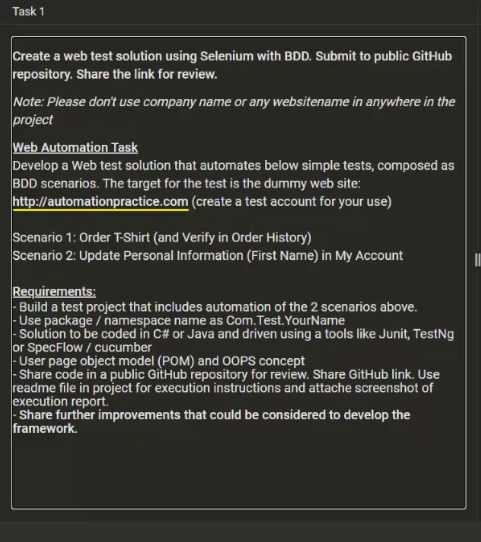 Task 1
Create a web test solution using Selenium with BDD. Submit to public GitHub
repository. Share the link for review.
Note: Please don't use company name or any websitename in anywhere in the
project
Web Automation Task
Develop a Web test solution that automates below simple tests, composed as
BDD scenarios. The target for the test is the dummy web site:
http://automationpractice.com (create a test account for your use)
Scenario 1: Order T-Shirt (and Verify in Order History)
Scenario 2: Update Personal Information (First Name) in My Account
Requirements:
- Build a test project that includes automation of the 2 scenarios above.
- Use package / namespace name as Com.Test.YourName
- Solution to be coded in C# or Java and driven using a tools like Junit, TestNg
or SpecFlow / cucumber
- User page object model (POM) and OOPS concept
- Share code in a public GitHub repository for review. Share GitHub link. Use
readme file in project for execution instructions and attache screenshot of
execution report.
- Share further improvements that could be considered to develop the
framework.